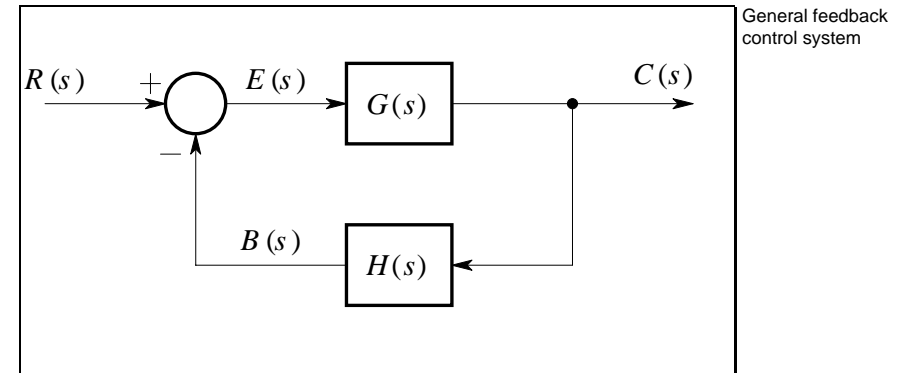 General feedback
control system
R(s)
+
E(s)
G(s)
C(s)
−
B(s)
H(s)